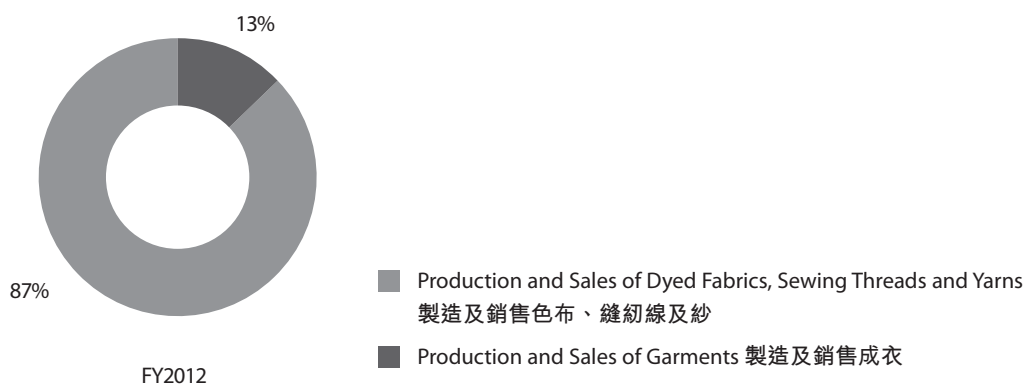 13%
87%
FY2012
Production and Sales of Dyed Fabrics, Sewing Threads and Yarns
製造及銷售色布、縫紉線及紗
Production and Sales of Garments 製造及銷售成衣